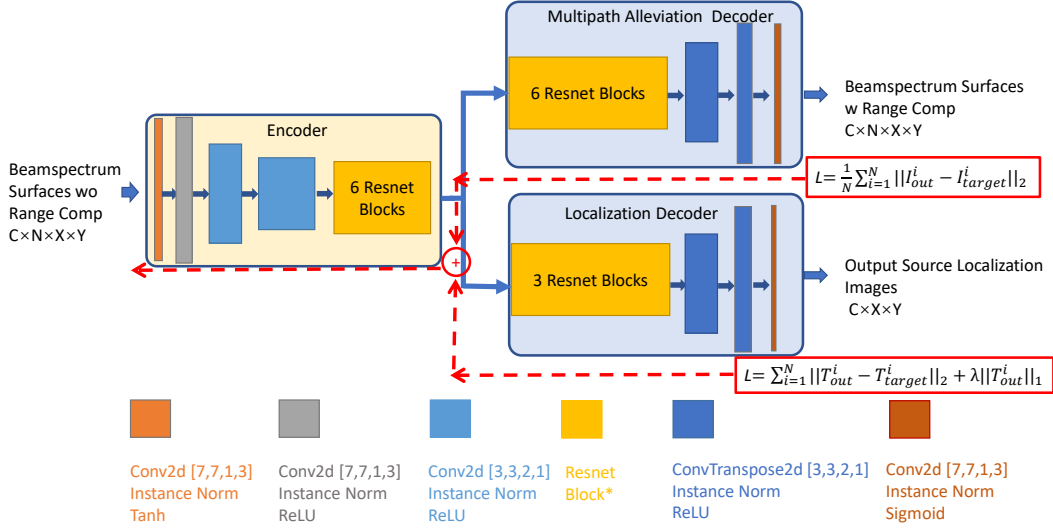 Multipath Alleviation Decoder
6 Resnet Blocks
Beamspectrum Surfaces
w Range Comp
C×N×X×Y
Encoder
Beamspectrum
Surfaces wo
Range Comp
C×N×X×Y
6 Resnet
Blocks
L= \frac{1}{N} \sum_{i=1}^{N} ||I_{out}^{i} − I_{target}^{i}||_2
+
Localization Decoder
3 Resnet Blocks
Output Source Localization
Images
C×X×Y
L= \sum_{i=1}^{N} ||T_{out}^{i} − T_{target}^{i}||_2 + λ||T_{out}^{i}||_1
Conv2d [7,7,1,3]
Instance Norm
Tanh
Conv2d [7,7,1,3]
Instance Norm
ReLU
Conv2d [3,3,2,1]
Instance Norm
ReLU
Resnet
Block*
ConvTranspose2d [3,3,2,1]
Instance Norm
ReLU
Conv2d [7,7,1,3]
Instance Norm
Sigmoid